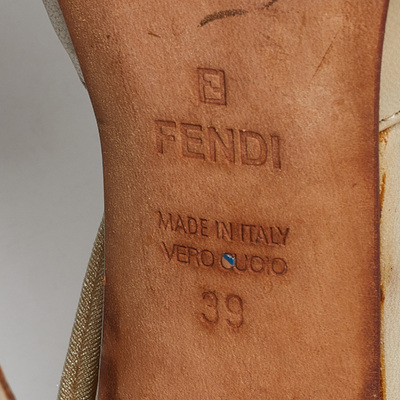 FENDI
MADE IN ITALY
VERO CUOIO
39